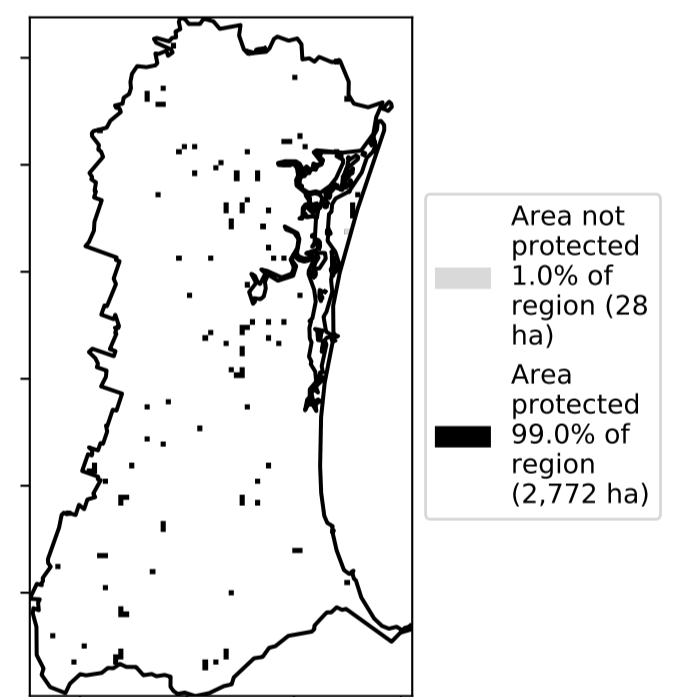 Area not
protected
1.0% of
region (28
ha)
Area
protected
99.0% of
region
(2,772 ha)